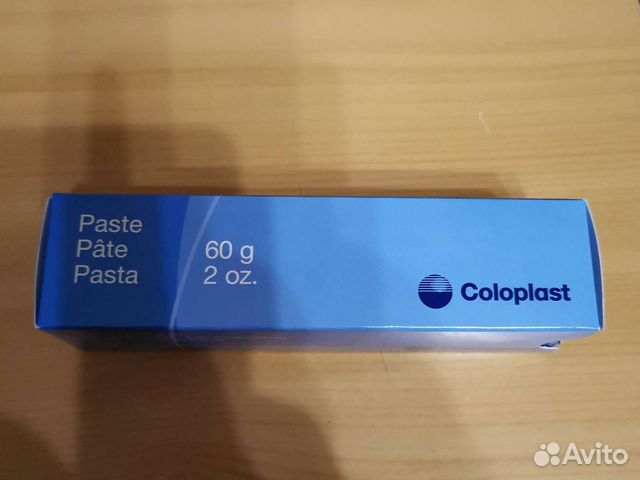 Paste
Pâte
Pasta
60 g
2 oz.
Coloplast
Avito